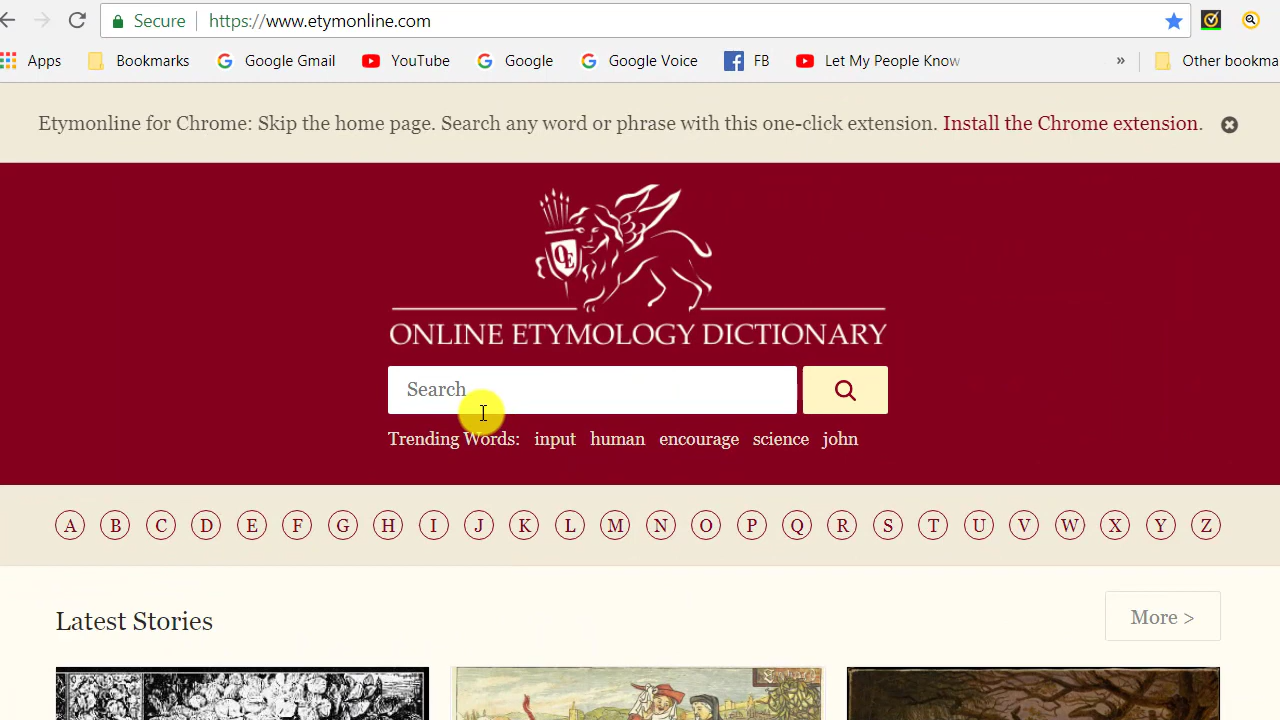 Secure https://www.etymonline.com
Apps Bookmarks Google Gmail YouTube Google Google Voice FB Let My People Know » Other bookma
Etymonline for Chrome: Skip the home page. Search any word or phrase with this one-click extension. Install the Chrome extension.
OE
ONLINE ETYMOLOGY DICTIONARY
Search
Trending Words: input human encourage science john
A B C D E F G H I J K L M N O P Q R S T U V W X Y Z
Latest Stories
More >